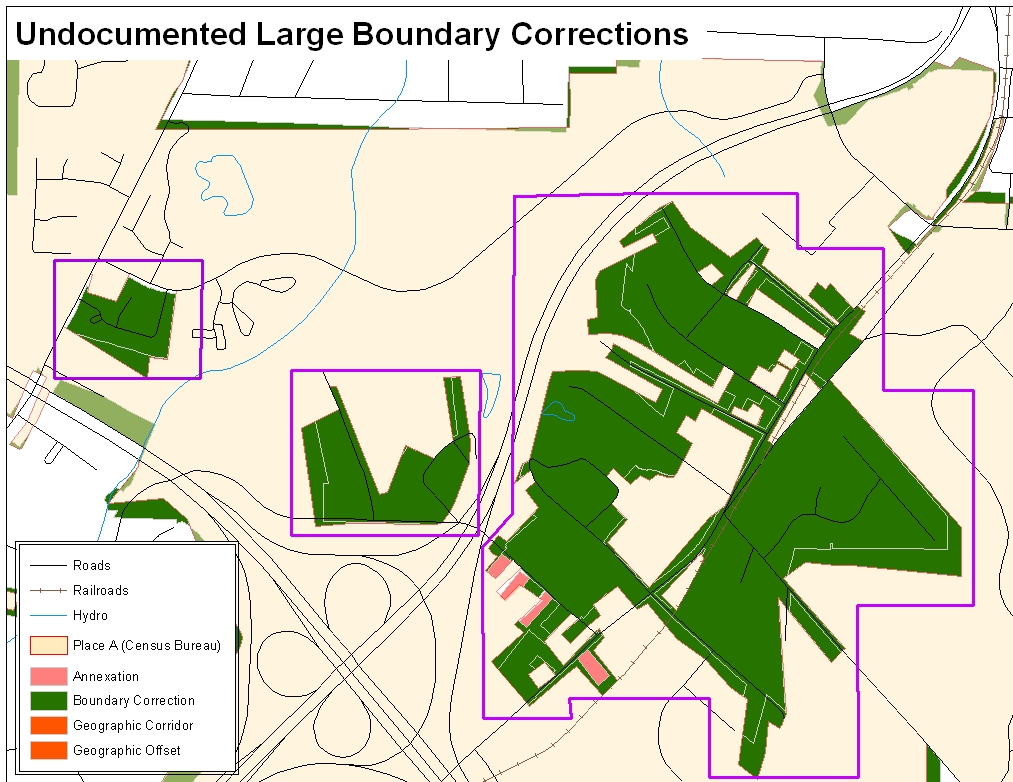 Undocumented Large Boundary Corrections
Roads
Railroads
Hydro
Place A (Census Bureau)
Annexation
Boundary Correction
Geographic Corridor
Geographic Offset